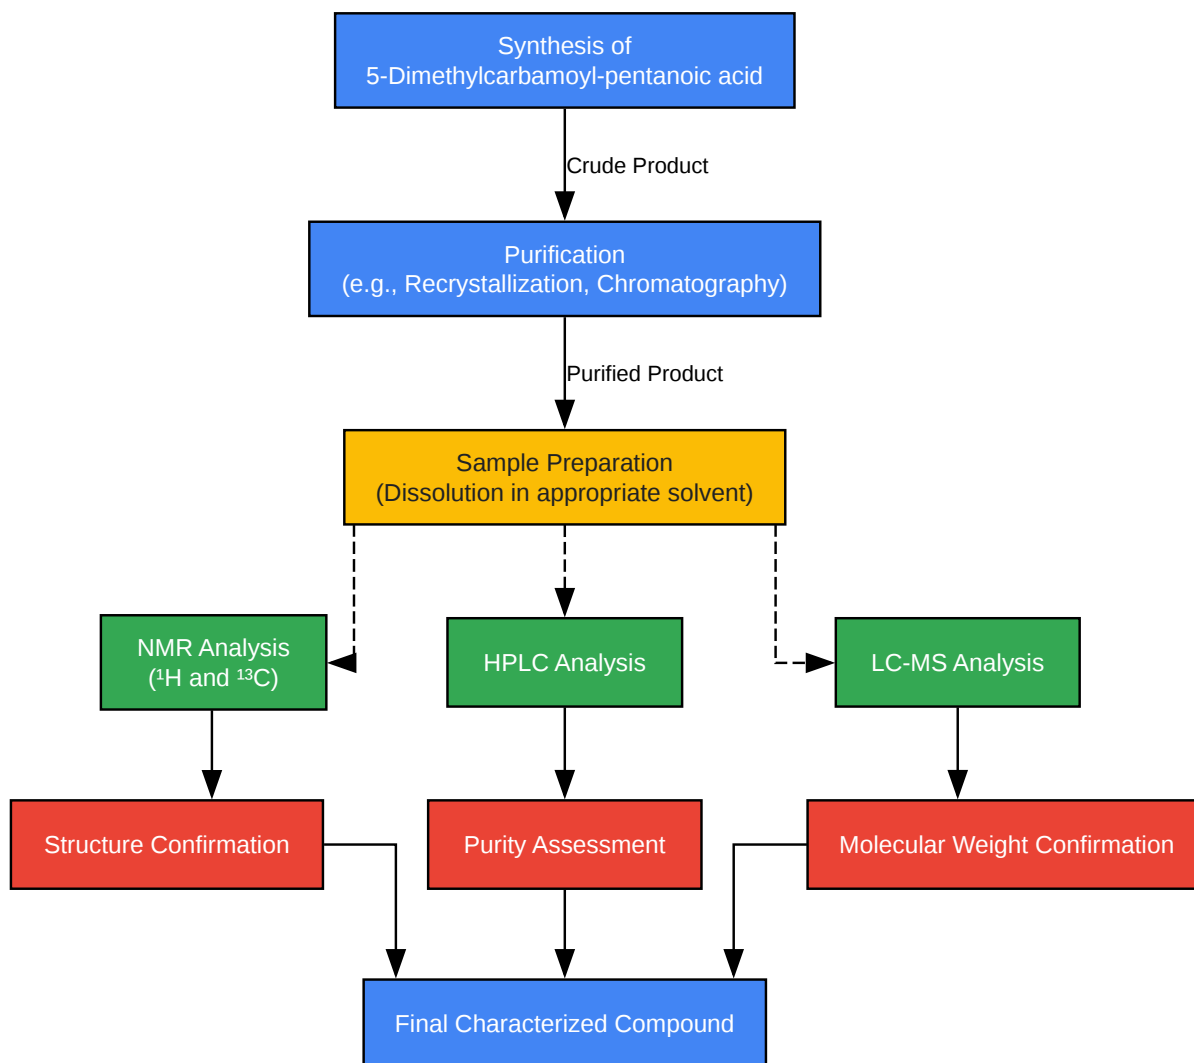 Synthesis of
5-Dimethylcarbamoyl-pentanoic acid
Crude Product
Purification
(e.g., Recrystallization, Chromatography)
Purified Product
Sample Preparation
(Dissolution in appropriate solvent)
NMR Analysis
(¹H and ¹³C)
HPLC Analysis
LC-MS Analysis
Structure Confirmation
Purity Assessment
Molecular Weight Confirmation
Final Characterized Compound